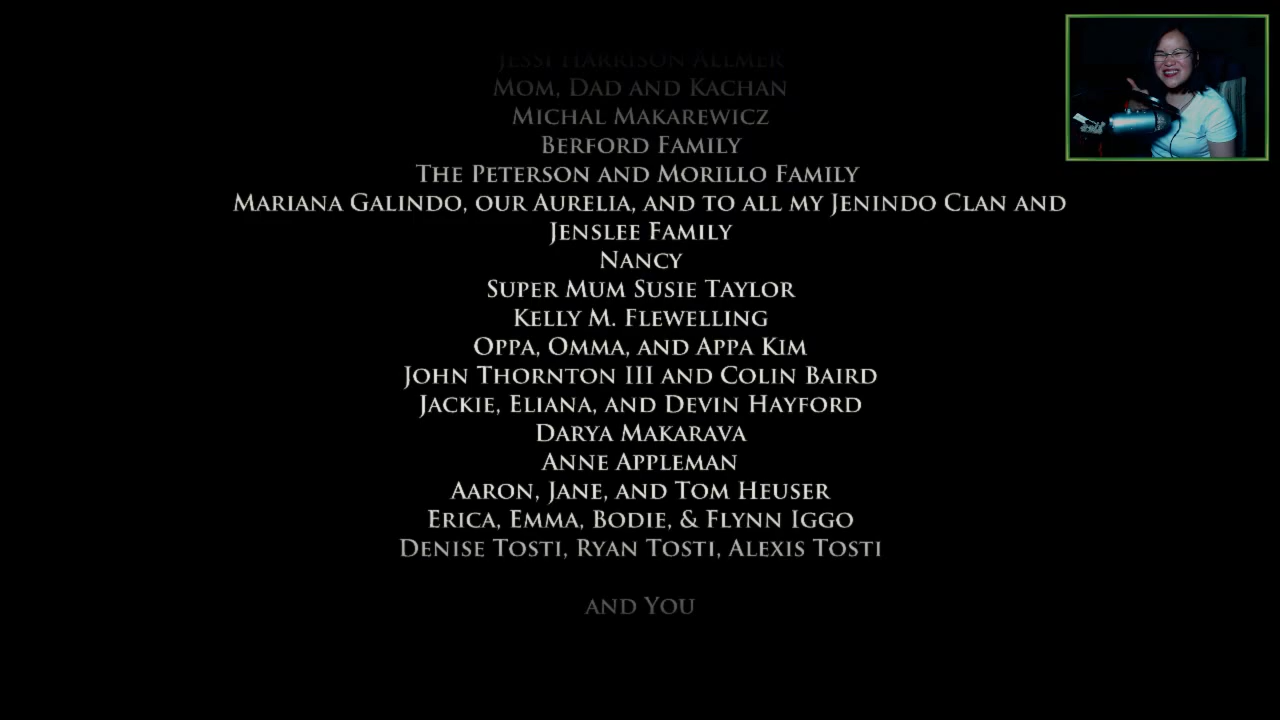 Jessi Harrison Allmer
Mom, Dad and Kachan
Michal Makarewicz
Berford Family
The Peterson and Morillo Family
Mariana Galindo, our Aurelia, and to all my Jenindo Clan and
Jenslee Family
Nancy
Super Mum Susie Taylor
Kelly M. Flewelling
Oppa, Omma, and Appa Kim
John Thornton III and Colin Baird
Jackie, Eliana, and Devin Hayford
Darya Makarava
Anne Appleman
Aaron, Jane, and Tom Heuser
Erica, Emma, Bodie, & Flynn Iggo
Denise Tosti, Ryan Tosti, Alexis Tosti
and You